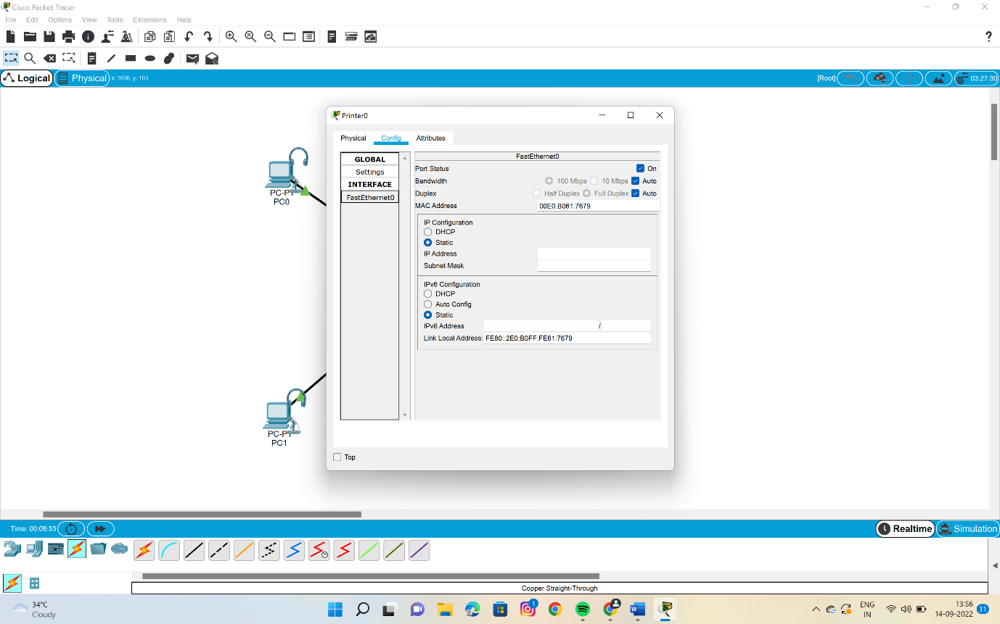 Cisco Packet Tracer
File Edit Options View Tools Extensions Help
?
Logical Physical x: 1038, y: 103 [Root] 03:27:30
Printer0
Physical Config Attributes
GLOBAL
Settings
INTERFACE
FastEthernet0
FastEthernet0
Port Status On
Bandwidth 100 Mbps 10 Mbps Auto
Duplex Half Duplex Full Duplex Auto
MAC Address 00E0.B061.7679
IP Configuration
DHCP
Static
IP Address
Subnet Mask
IPv6 Configuration
DHCP
Auto Config
Static
IPv6 Address /
Link Local Address: FE80::2E0:B0FF:FE61:7679
Top
PC-PT
PC0
PC-PT
PC1
Time: 00:06:53 Realtime Simulation
Copper Straight-Through
34°C
Cloudy
1
ENG
IN
13:56
14-09-2022
31